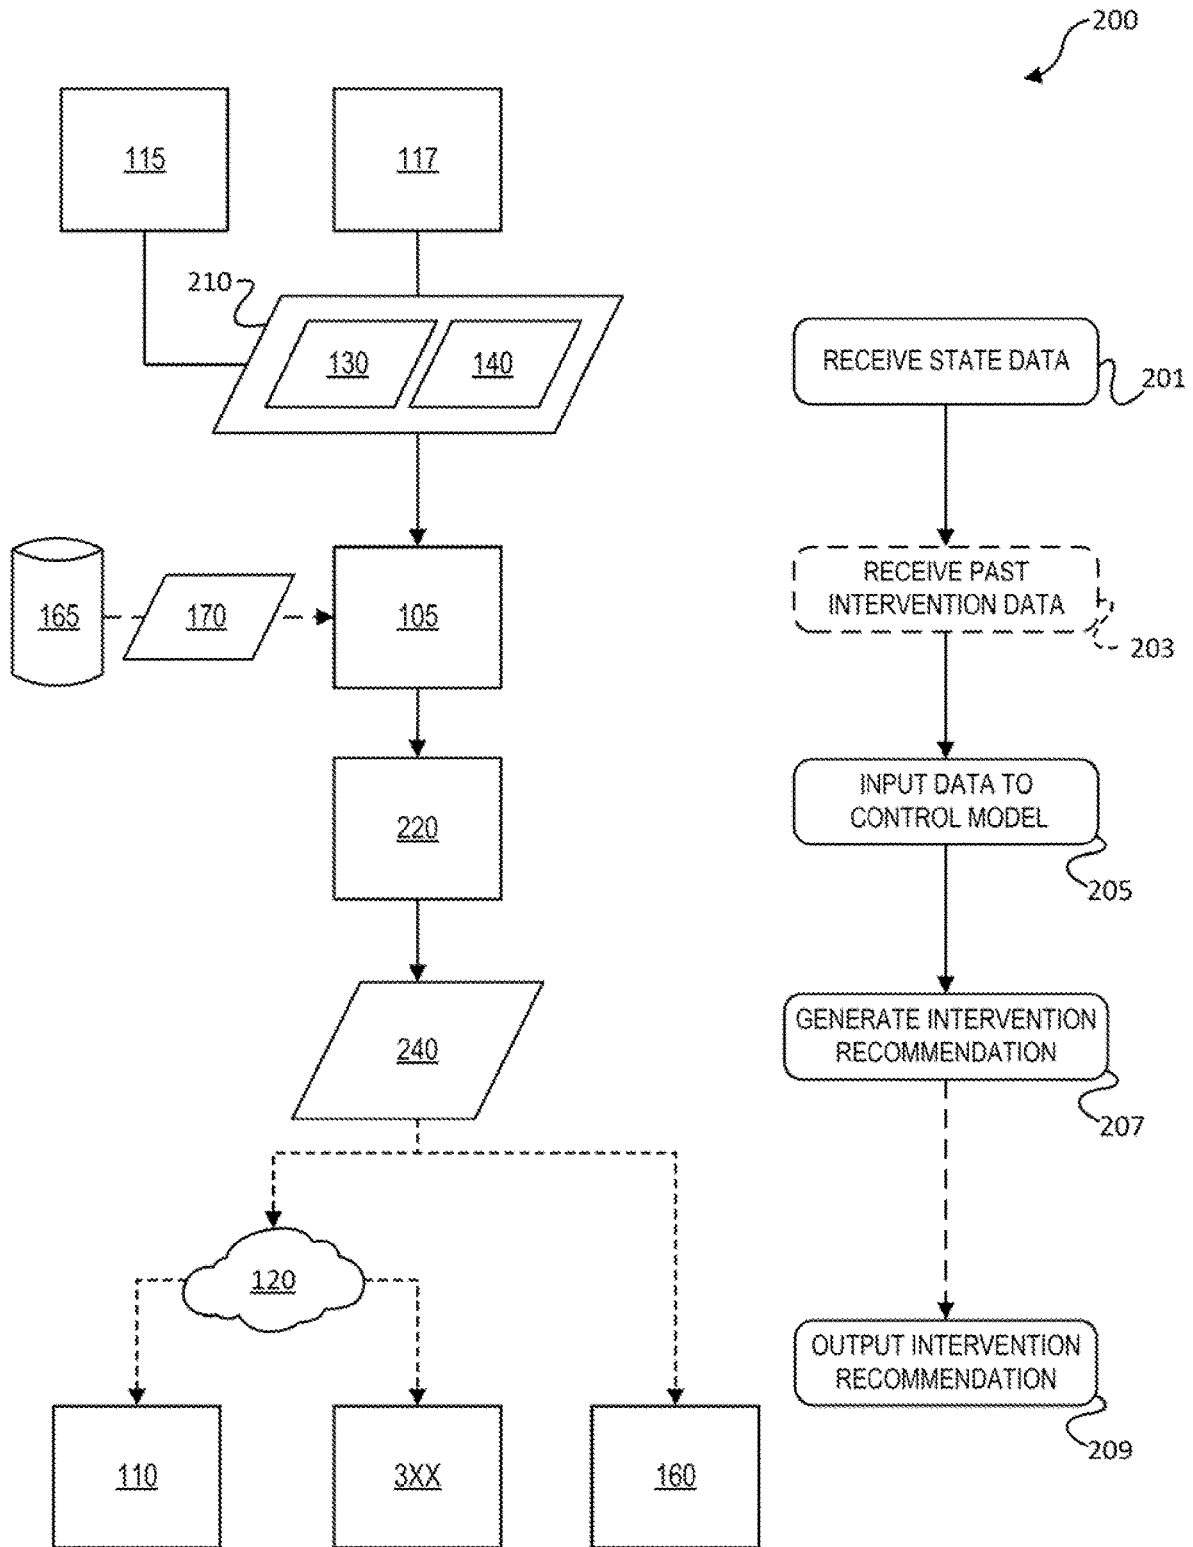 200
115
117
210
130
140
RECEIVE STATE DATA
201
165
170
105
RECEIVE PAST
INTERVENTION DATA
203
220
INPUT DATA TO
CONTROL MODEL
205
240
GENERATE INTERVENTION
RECOMMENDATION
207
120
OUTPUT INTERVENTION
RECOMMENDATION
209
110
3XX
160